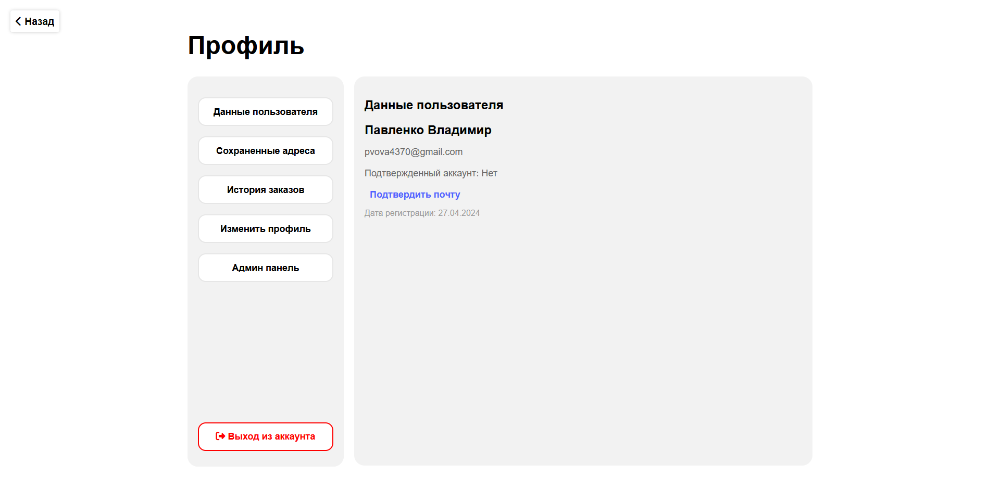 Назад
Профиль
Данные пользователя
Сохраненные адреса
История заказов
Изменить профиль
Админ панель
Выход из аккаунта
Данные пользователя
Павленко Владимир
pvova4370@gmail.com
Подтвержденный аккаунт: Нет
Подтвердить почту
Дата регистрации: 27.04.2024